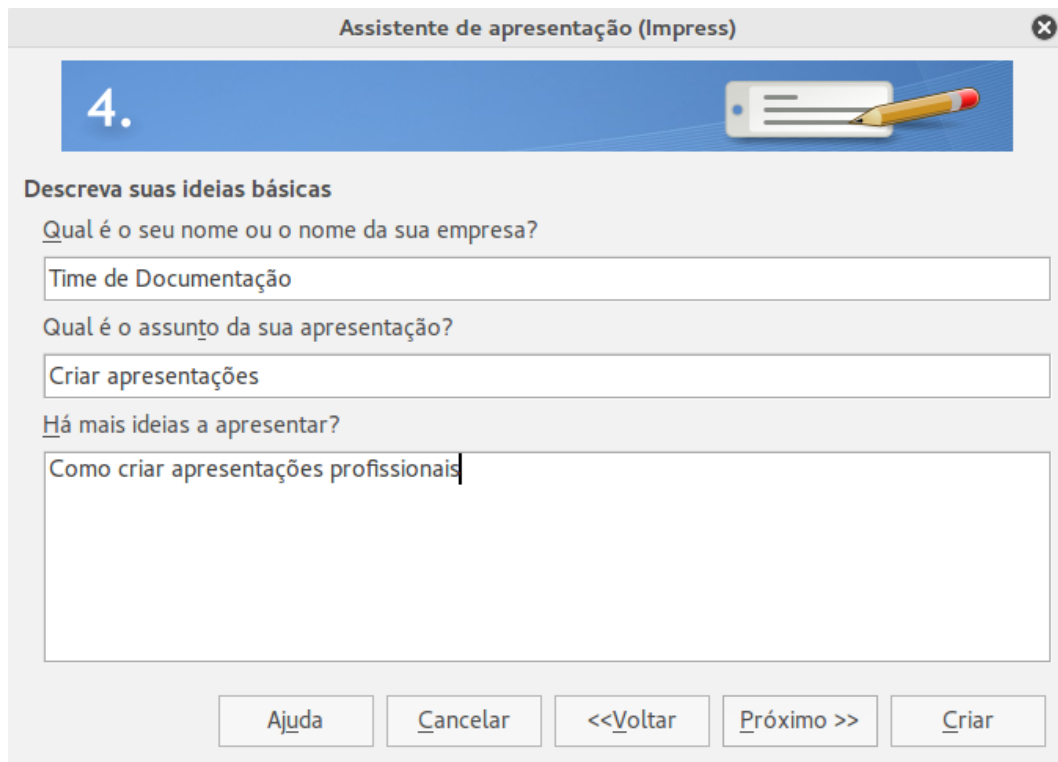 Assistente de apresentação (Impress)
4.
Descreva suas ideias básicas
Qual é o seu nome ou o nome da sua empresa?
Time de Documentação
Qual é o assunto da sua apresentação?
Criar apresentações
Há mais ideias a apresentar?
Como criar apresentações profissionais
Ajuda Cancelar <<Voltar Próximo >> Criar